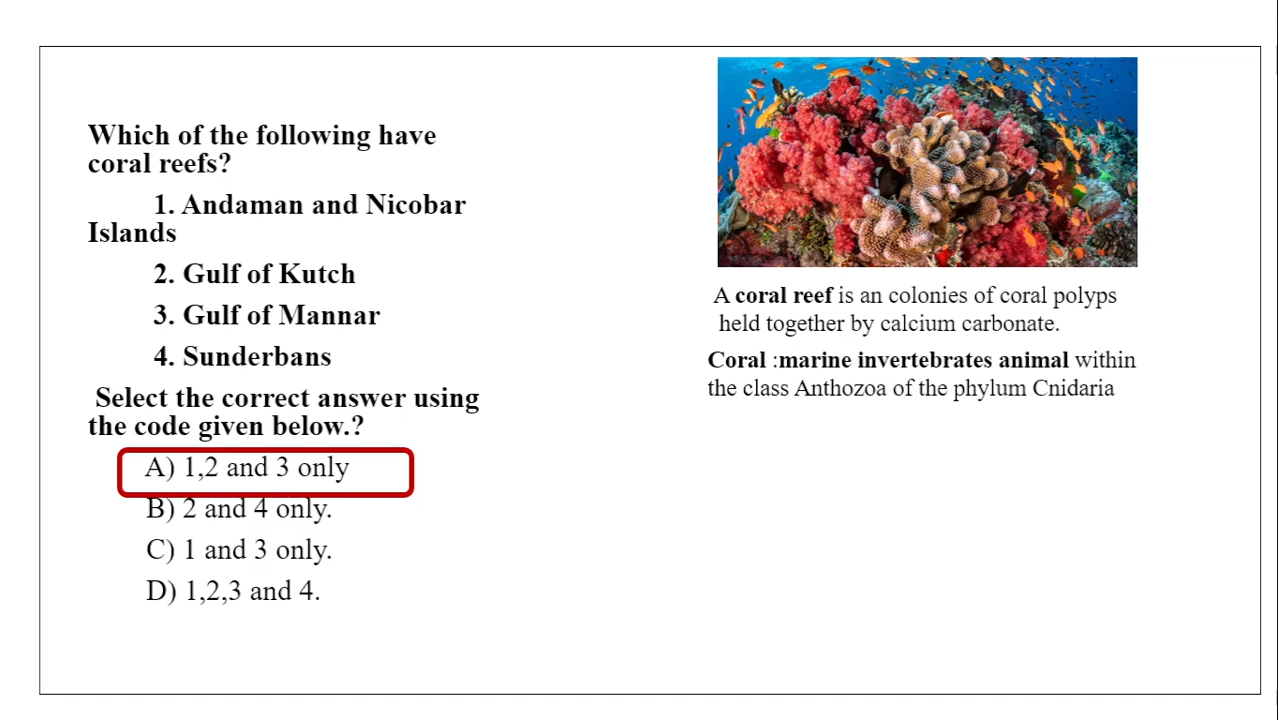 Which of the following have
coral reefs?
1. Andaman and Nicobar
Islands
2. Gulf of Kutch
3. Gulf of Mannar
4. Sunderbans
Select the correct answer using
the code given below.?
A) 1,2 and 3 only
B) 2 and 4 only.
C) 1 and 3 only.
D) 1,2,3 and 4.
A coral reef is an colonies of coral polyps
held together by calcium carbonate.
Coral :marine invertebrates animal within
the class Anthozoa of the phylum Cnidaria